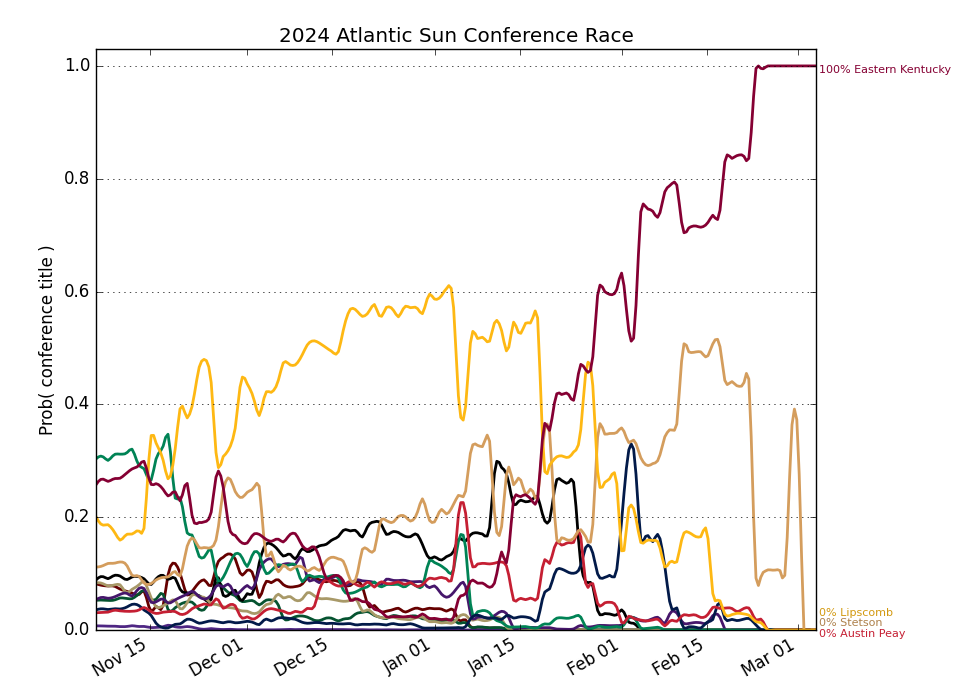 2024 Atlantic Sun Conference Race
Prob( conference title )
1.0
0.8
0.6
0.4
0.2
0.0
100% Eastern Kentucky
0% Lipscomb
0% Stetson
0% Austin Peay
Nov 15
Dec 01
Dec 15
Jan 01
Jan 15
Feb 01
Feb 15
Mar 01